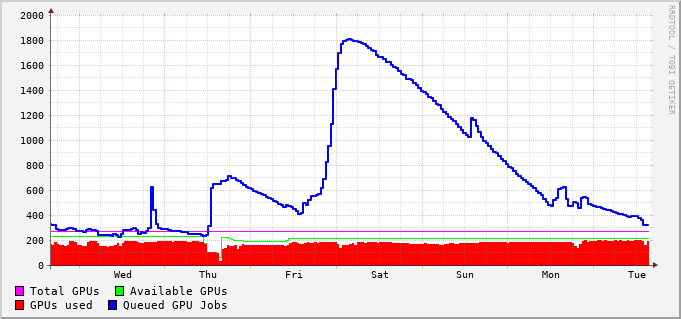 2000
1800
1600
1400
1200
1000
800
600
400
200
0
Wed Thu Fri Sat Sun Mon Tue
Total GPUs Available GPUs
GPUs used Queued GPU Jobs
RRDTOOL / TOBI OETIKER